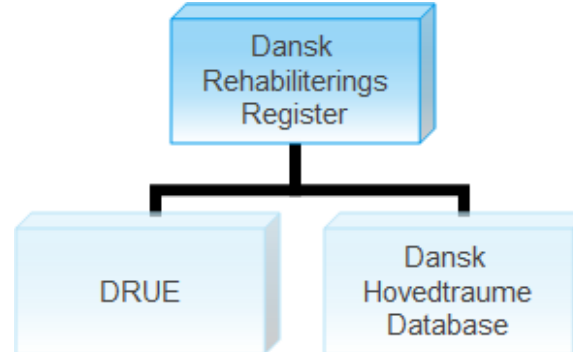 Dansk
Rehabiliterings
Register
DRUE
Dansk
Hovedtraume
Database